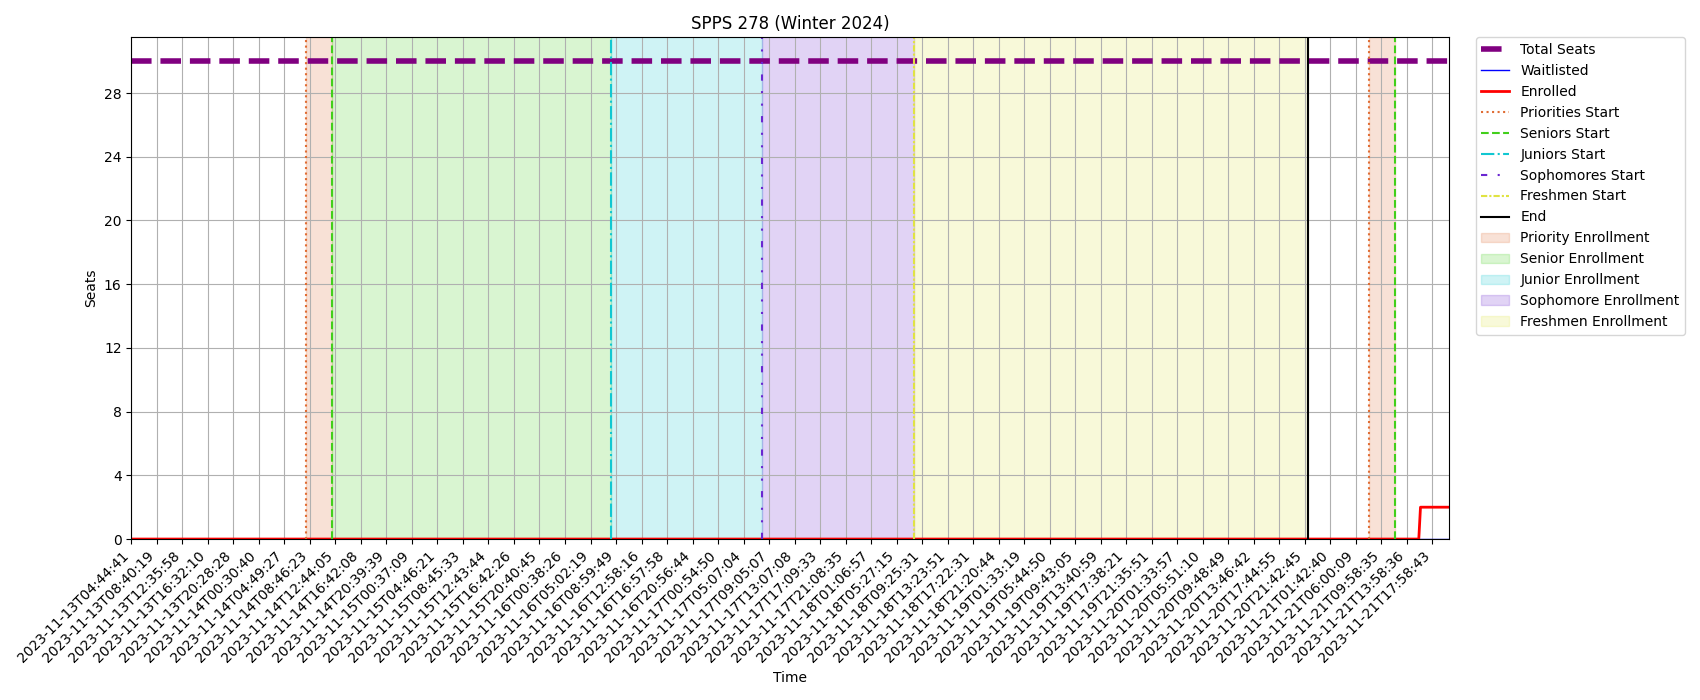 SPPS 278 (Winter 2024)
Seats
28
24
20
16
12
8
4
0
2023-11-13T04:44:41
2023-11-13T08:40:19
2023-11-13T12:35:58
2023-11-13T16:32:10
2023-11-13T20:28:28
2023-11-14T00:30:40
2023-11-14T04:49:27
2023-11-14T08:46:23
2023-11-14T12:44:05
2023-11-14T16:42:08
2023-11-14T20:39:39
2023-11-15T00:37:09
2023-11-15T04:46:21
2023-11-15T08:45:33
2023-11-15T12:43:44
2023-11-15T16:42:26
2023-11-15T20:40:45
2023-11-16T00:38:26
2023-11-16T05:02:19
2023-11-16T08:59:49
2023-11-16T12:58:16
2023-11-16T16:57:58
2023-11-16T20:56:44
2023-11-17T00:54:50
2023-11-17T05:07:04
2023-11-17T09:05:07
2023-11-17T13:07:08
2023-11-17T17:09:33
2023-11-17T21:08:35
2023-11-18T01:06:57
2023-11-18T05:27:15
2023-11-18T09:25:31
2023-11-18T13:23:51
2023-11-18T17:22:31
2023-11-18T21:20:44
2023-11-19T01:33:19
2023-11-19T05:44:50
2023-11-19T09:43:05
2023-11-19T13:40:59
2023-11-19T17:38:21
2023-11-19T21:35:51
2023-11-20T01:33:57
2023-11-20T05:51:10
2023-11-20T09:48:49
2023-11-20T13:46:42
2023-11-20T17:44:55
2023-11-20T21:42:45
2023-11-21T01:42:40
2023-11-21T06:00:09
2023-11-21T09:58:35
2023-11-21T13:58:36
2023-11-21T17:58:43
Time
Total Seats
Waitlisted
Enrolled
Priorities Start
Seniors Start
Juniors Start
Sophomores Start
Freshmen Start
End
Priority Enrollment
Senior Enrollment
Junior Enrollment
Sophomore Enrollment
Freshmen Enrollment